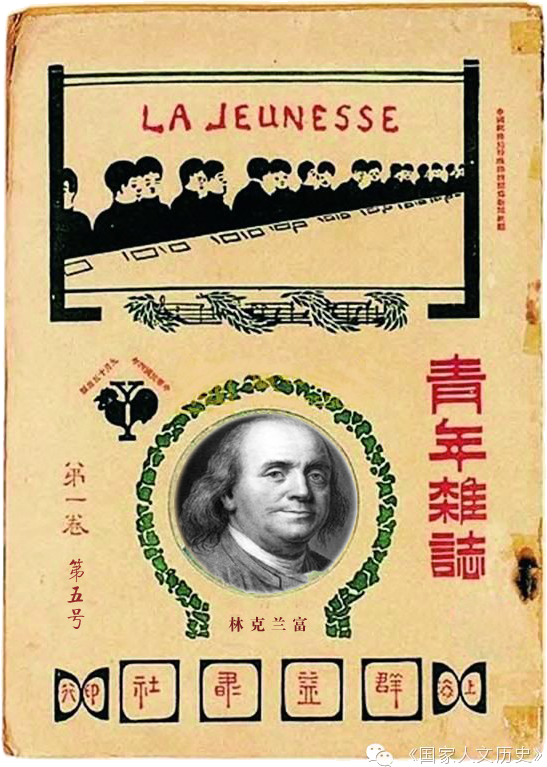 LA JEUNESSE
青年雜誌
第一卷
第五号
富兰克林
上海群益書社印行
《国家人文历史》